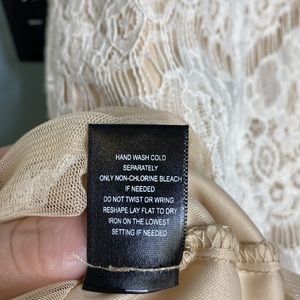 HAND WASH COLD
SEPARATELY
ONLY NON-CHLORINE BLEACH
IF NEEDED
DO NOT TWIST OR WRING
RESHAPE LAY FLAT TO DRY
IRON ON THE LOWEST
SETTING IF NEEDED